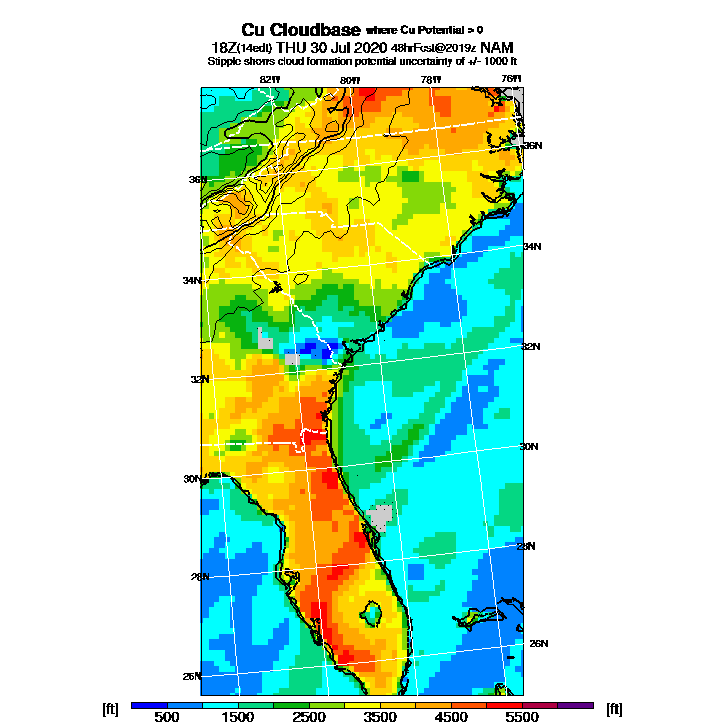 Cu Cloudbase where Cu Potential > 0
18Z(14edt) THU 30 Jul 2020 48hrFcst@2019z NAM
Stipple shows cloud formation potential uncertainty of +/- 1000 ft
82W 80W 78W 76W
36N
36N
34N
34N
32N
32N
30N
30N
28N
28N
26N
26N
[ft] 500 1500 2500 3500 4500 5500 [ft]